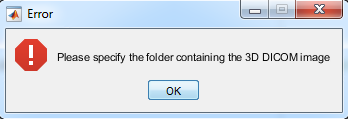 Error
Please specify the folder containing the 3D DICOM image
OK